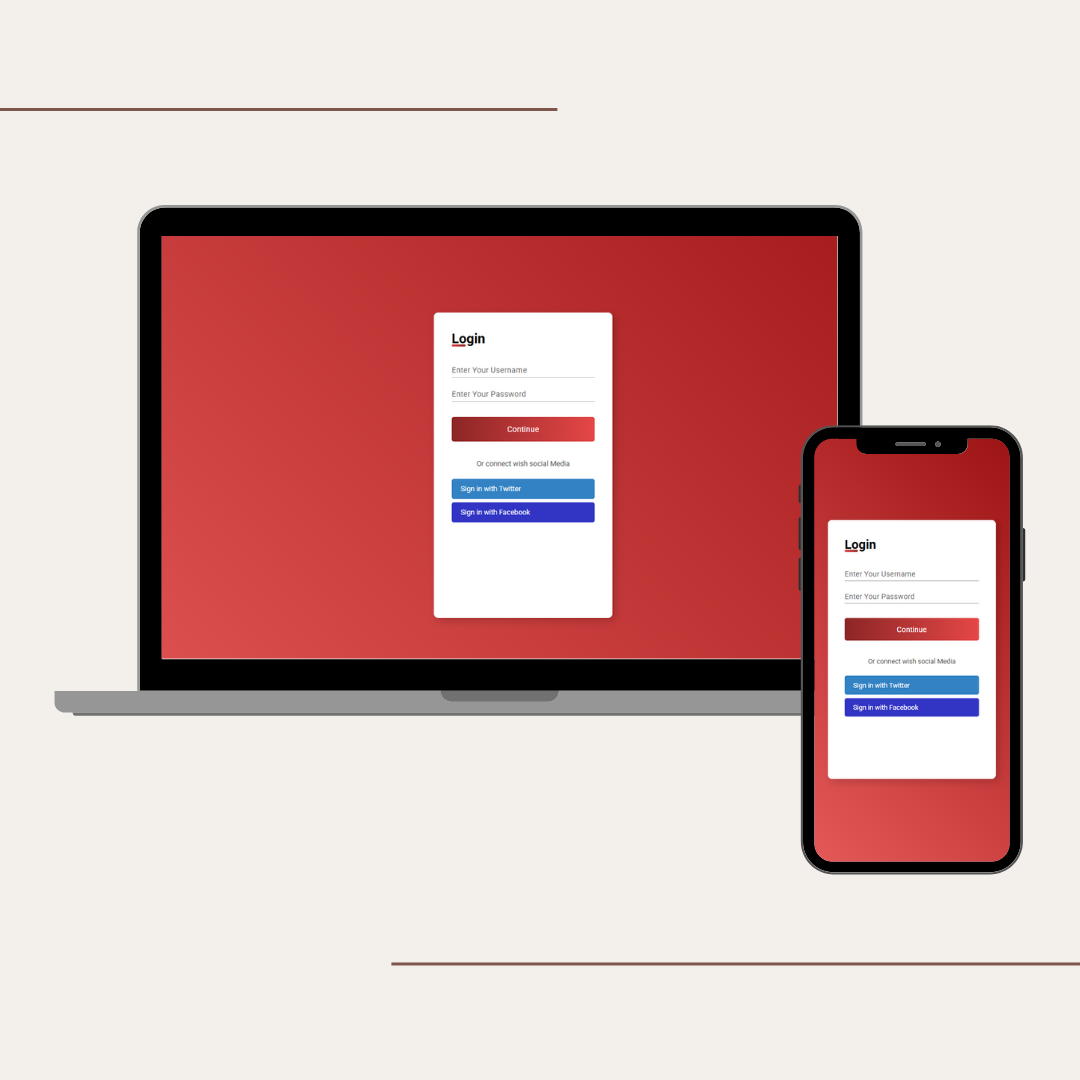 Login
Enter Your Username
Enter Your Password
Continue
Or connect wish social Media
Sign in with Twitter
Sign in with Facebook
Login
Enter Your Username
Enter Your Password
Continue
Or connect wish social Media
Sign in with Twitter
Sign in with Facebook